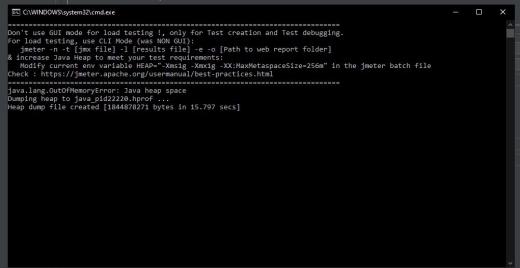 C:\WINDOWS\system32\cmd.exe
================================================================================
Don't use GUI mode for load testing !, only for Test creation and Test debugging.
For load testing, use CLI Mode (was NON GUI):
jmeter -n -t [jmx file] -l [results file] -e -o [Path to web report folder]
& increase Java Heap to meet your test requirements:
Modify current env variable HEAP="-Xms1g -Xmx1g -XX:MaxMetaspaceSize=256m" in the jmeter batch file
Check : https://jmeter.apache.org/usermanual/best-practices.html
================================================================================
java.lang.OutOfMemoryError: Java heap space
Dumping heap to java_pid22220.hprof ...
Heap dump file created [1844878271 bytes in 15.797 secs]